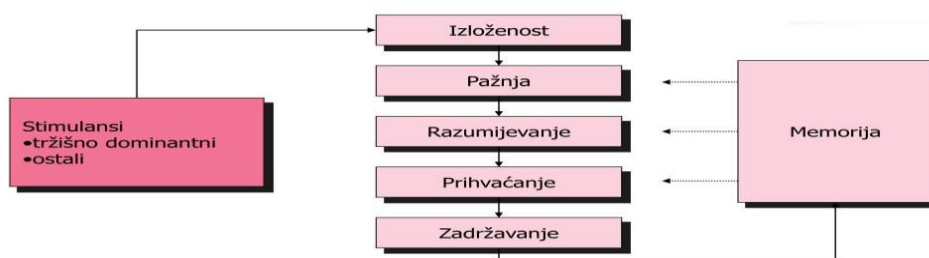 Izloženost
Pažnja
Stimulansi
•tržišno dominantni
•ostali
Razumijevanje
Memorija
Prihvaćanje
Zadržavanje